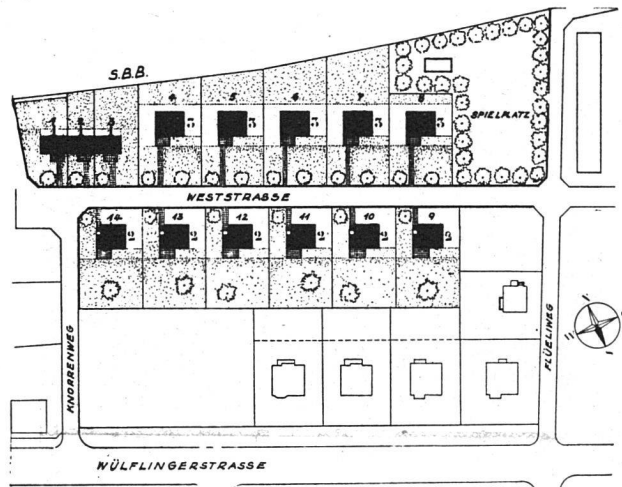 S.B.B.
1 2 3 4 5 6 7 8
3 3 3 3 3
SPIELPLATZ
WESTSTRASSE
14 13 12 11 10 9
2 2 2 2 2 2
KNORRENWEG
FLÜELIWEG
WÜLFLINGERSTRASSE